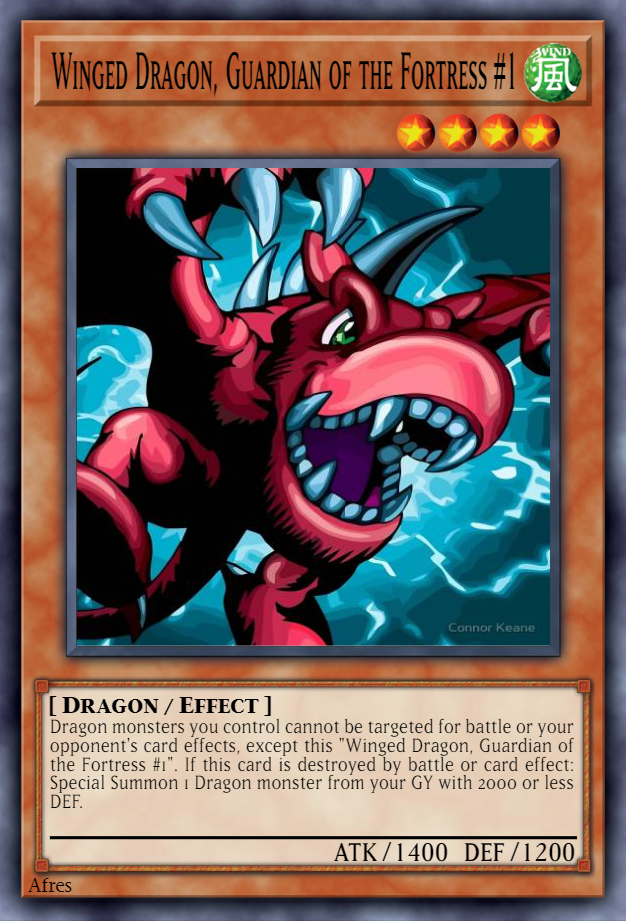 Winged Dragon, Guardian of the Fortress #1
WIND
風
Connor Keane
[ Dragon / Effect ]
Dragon monsters you control cannot be targeted for battle or your
opponent's card effects, except this "Winged Dragon, Guardian of
the Fortress #1". If this card is destroyed by battle or card effect:
Special Summon 1 Dragon monster from your GY with 2000 or less
DEF.
ATK/1400 DEF/1200
Afres